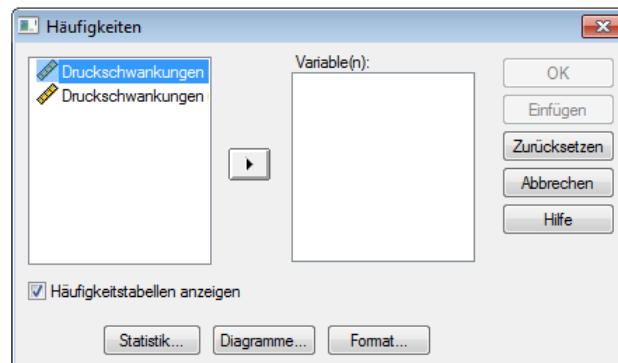 Häufigkeiten
Druckschwankungen
Druckschwankungen
Variable(n):
OK
Einfügen
Zurücksetzen
Abbrechen
Hilfe
Häufigkeitstabellen anzeigen
Statistik...
Diagramme...
Format...